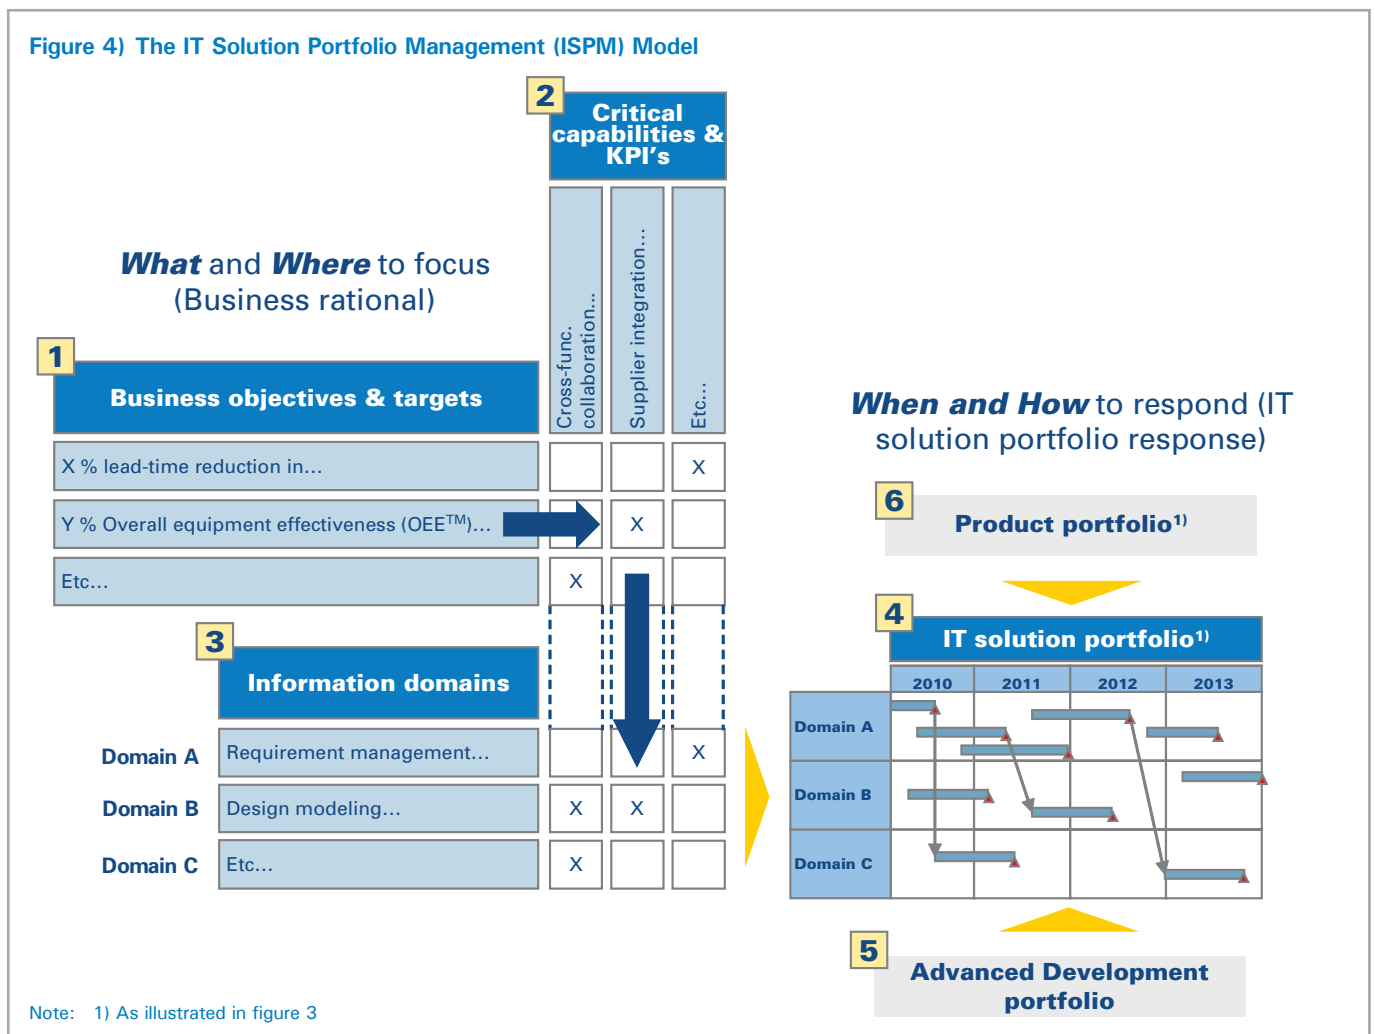 Figure 4) The IT Solution Portfolio Management (ISPM) Model
2
Critical
capabilities &
KPI's
What and Where to focus
(Business rational)
Cross-func.
collaboration...
Supplier integration...
Etc...
1
Business objectives & targets
X % lead-time reduction in...
X
Y % Overall equipment effectiveness (OEE™)...
X
Etc...
X
3
Information domains
Domain A
Requirement management...
X
Domain B
Design modeling...
X
X
Domain C
Etc...
X
When and How to respond (IT
solution portfolio response)
6
Product portfolio1)
4
IT solution portfolio1)
2010
2011
2012
2013
Domain A
Domain B
Domain C
5
Advanced Development
portfolio
Note: 1) As illustrated in figure 3